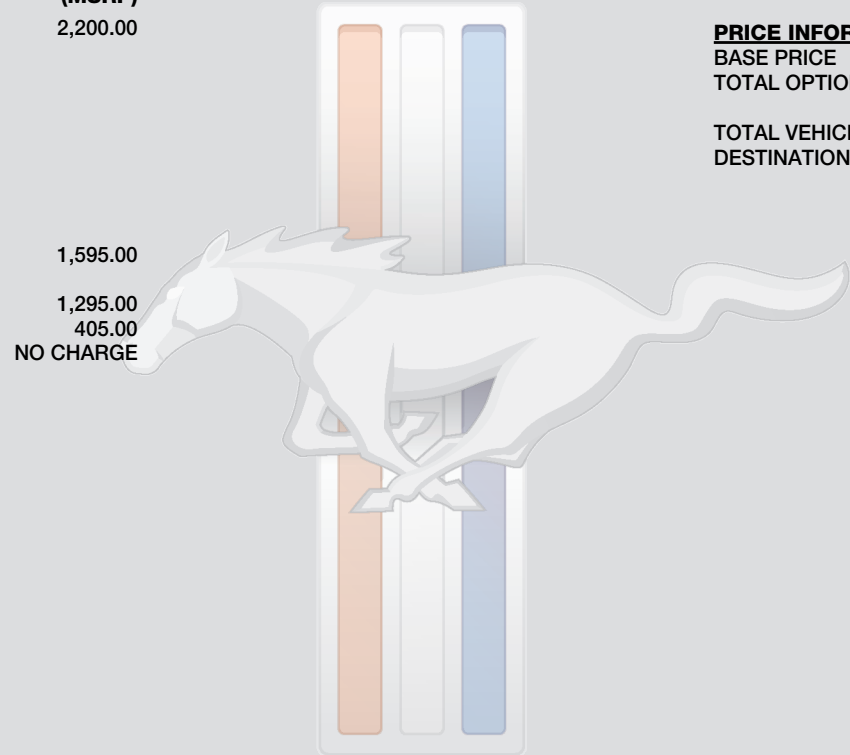 (MSRP)
2,200.00
1,595.00
1,295.00
405.00
NO CHARGE
PRICE INFOR
BASE PRICE
TOTAL OPTIO
TOTAL VEHICL
DESTINATION